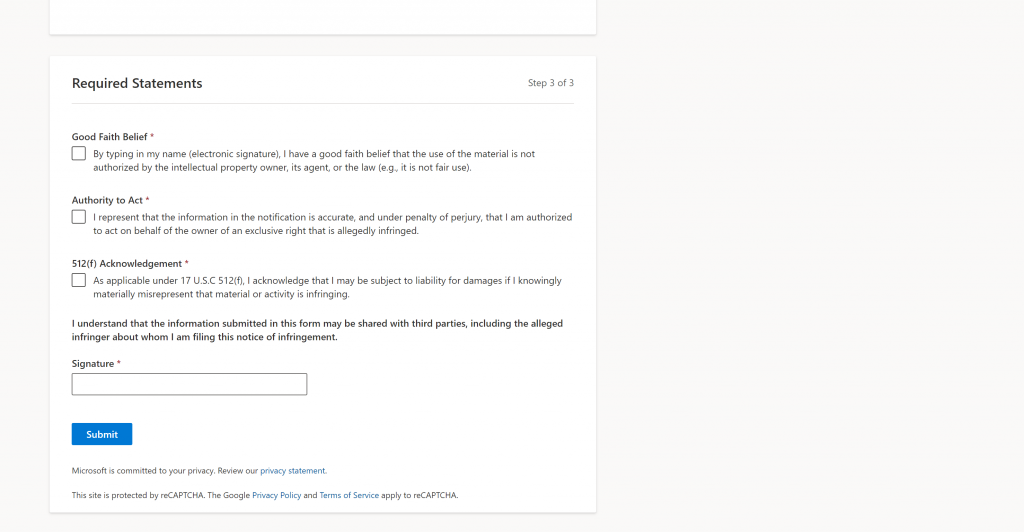 Required Statements
Step 3 of 3
Good Faith Belief *
By typing in my name (electronic signature), I have a good faith belief that the use of the material is not
authorized by the intellectual property owner, its agent, or the law (e.g., it is not fair use).
Authority to Act *
I represent that the information in the notification is accurate, and under penalty of perjury, that I am authorized
to act on behalf of the owner of an exclusive right that is allegedly infringed.
512(f) Acknowledgement *
As applicable under 17 U.S.C 512(f), I acknowledge that I may be subject to liability for damages if I knowingly
materially misrepresent that material or activity is infringing.
I understand that the information submitted in this form may be shared with third parties, including the alleged
infringer about whom I am filing this notice of infringement.
Signature *
Submit
Microsoft is committed to your privacy. Review our privacy statement.
This site is protected by reCAPTCHA. The Google Privacy Policy and Terms of Service apply to reCAPTCHA.